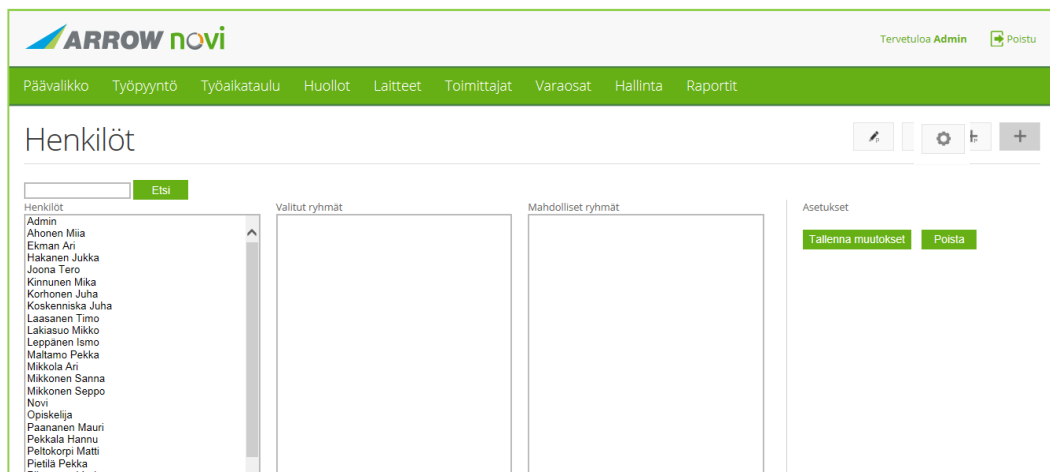 ARROW novi
Tervetuloa Admin Poistu
Päävalikko Työpyyntö Työaikataulu Huollot Laitteet Toimittajat Varaosat Hallinta Raportit
Henkilöt
Etsi
Henkilöt Valitut ryhmät Mahdolliset ryhmät Asetukset
Tallenna muutokset Poista
Admin
Ahonen Miia
Ekman Ari
Hakanen Jukka
Joona Tero
Kinnunen Mika
Korhonen Juha
Koskenniska Juha
Laasanen Timo
Lakiasuo Mikko
Leppänen Ismo
Maltamo Pekka
Mikkola Ari
Mikkonen Sanna
Mikkonen Seppo
Novi
Opiskelija
Paananen Mauri
Pekkala Hannu
Peltokorpi Matti
Pietilä Pekka